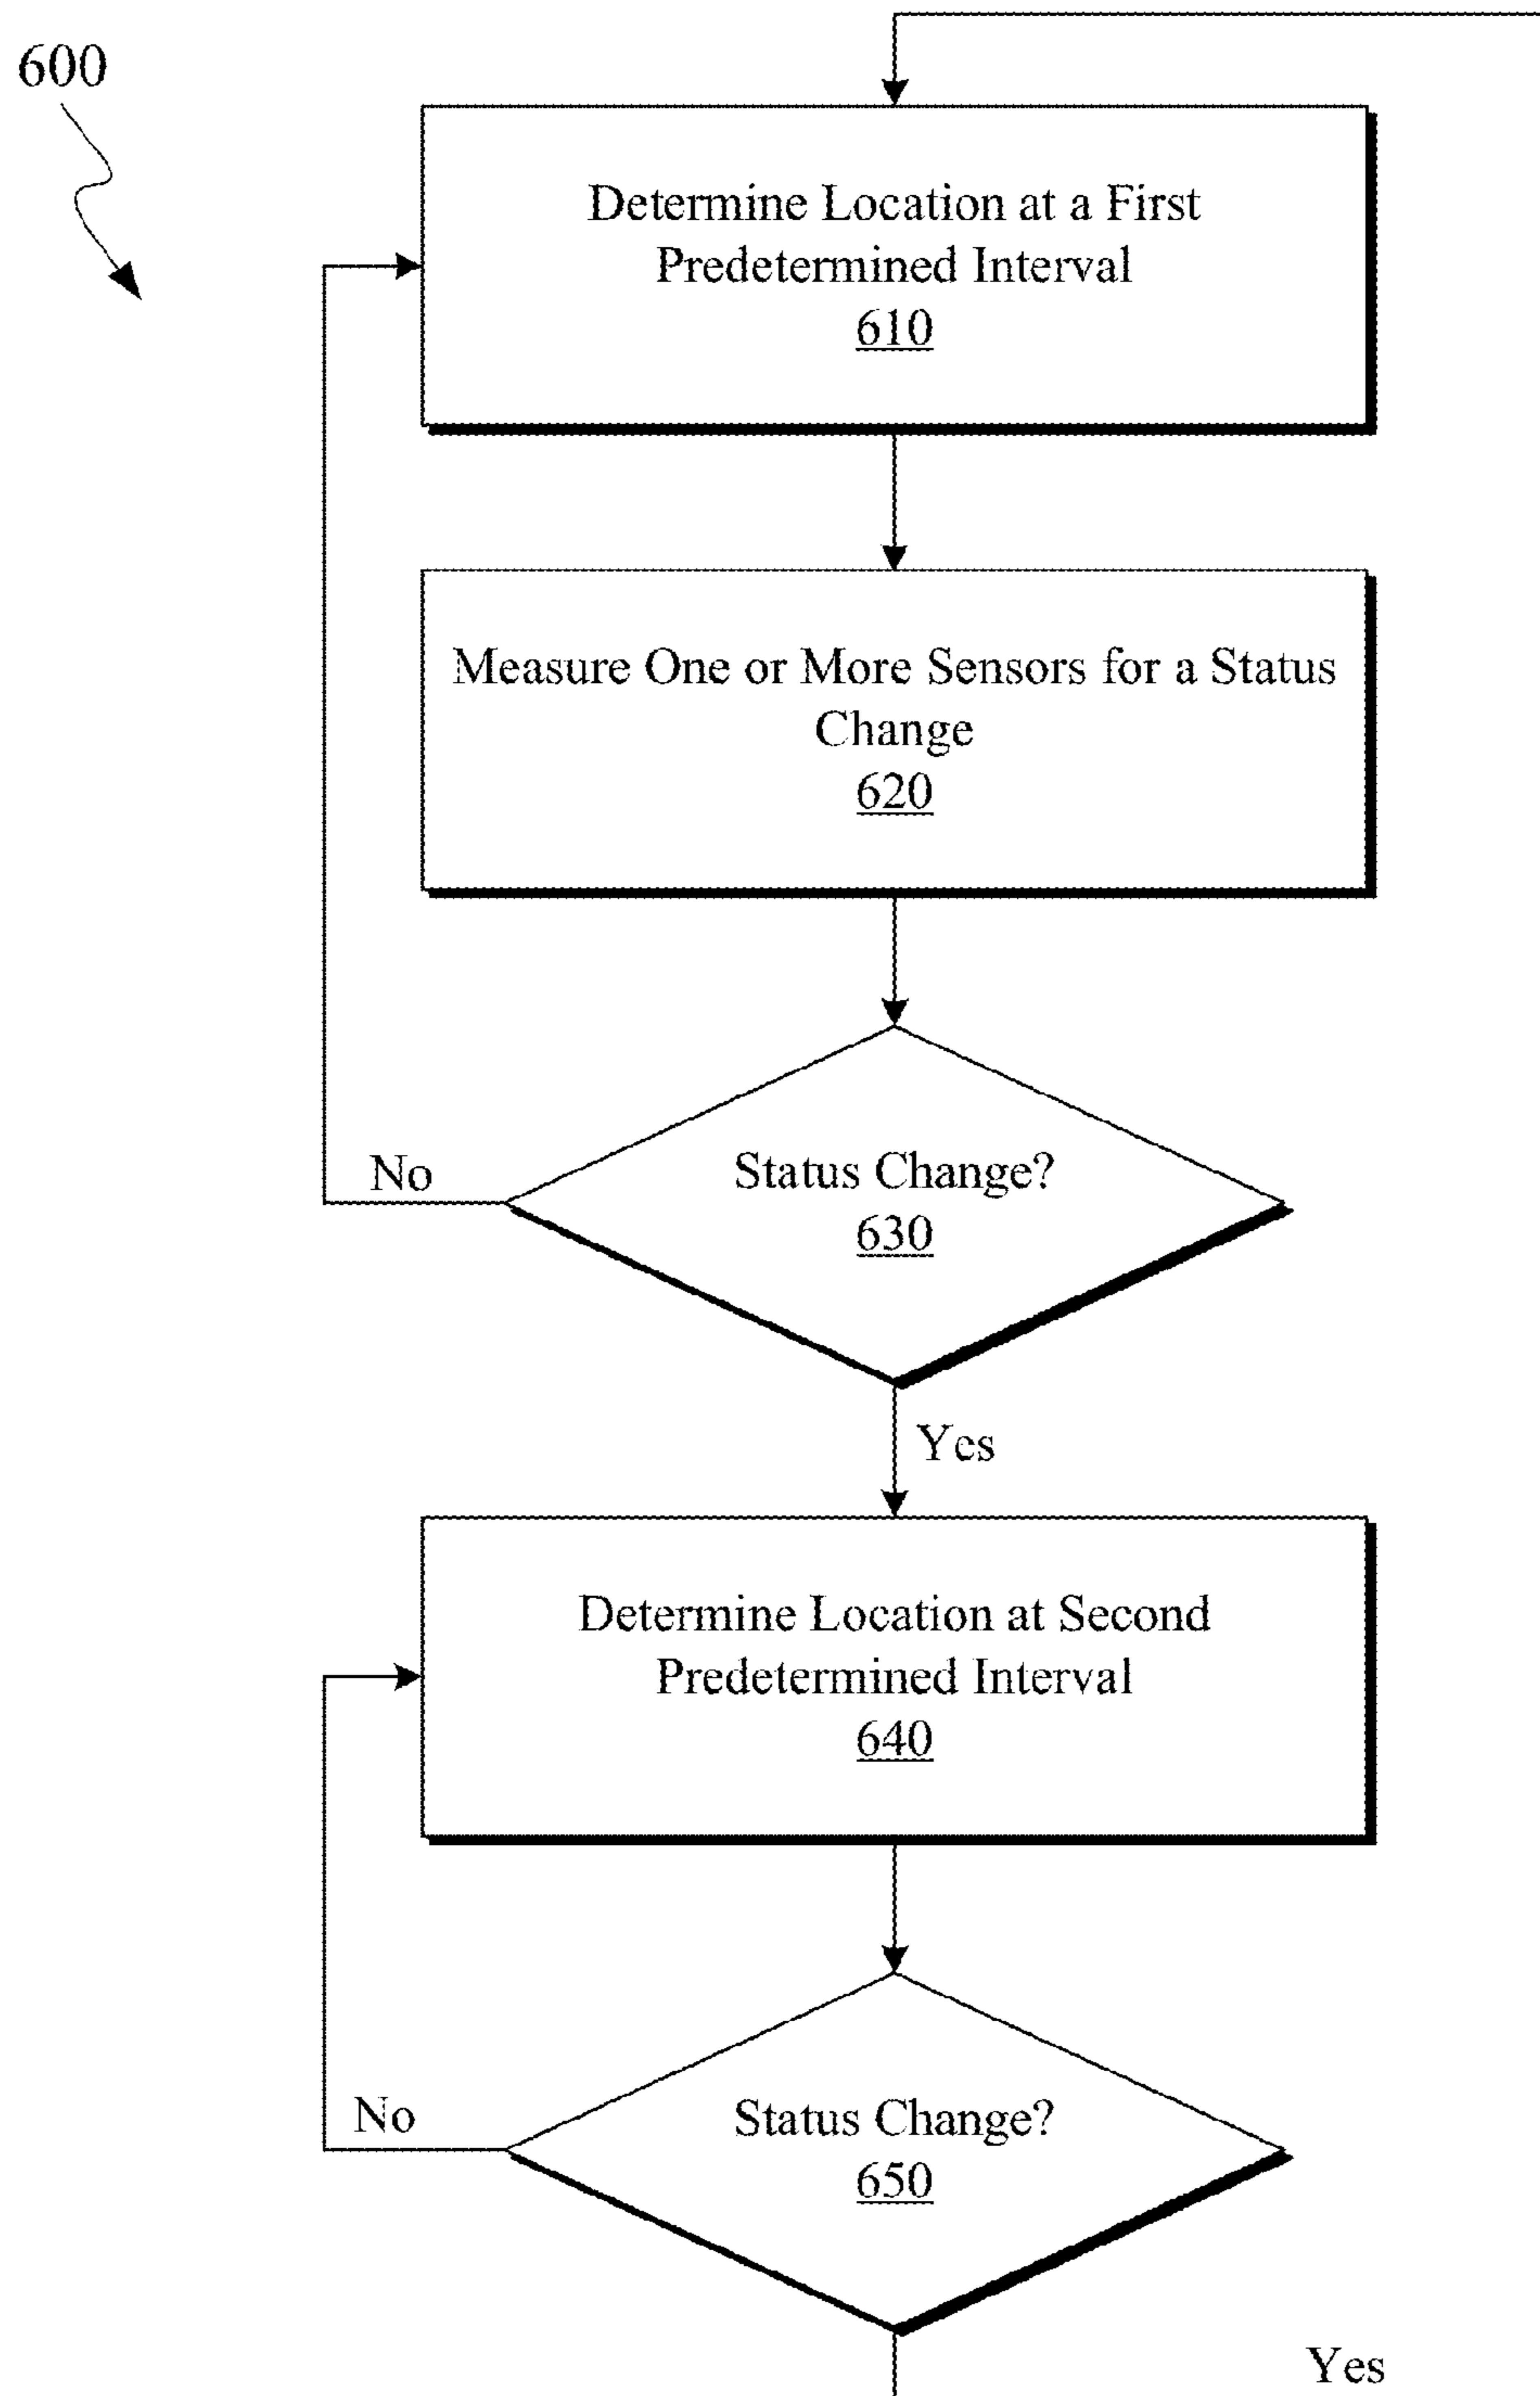 600
Determine Location at a First
Predetermined Interval
610
Measure One or More Sensors for a Status
Change
620
Status Change?
630
No
Yes
Determine Location at Second
Predetermined Interval
640
Status Change?
650
No
Yes